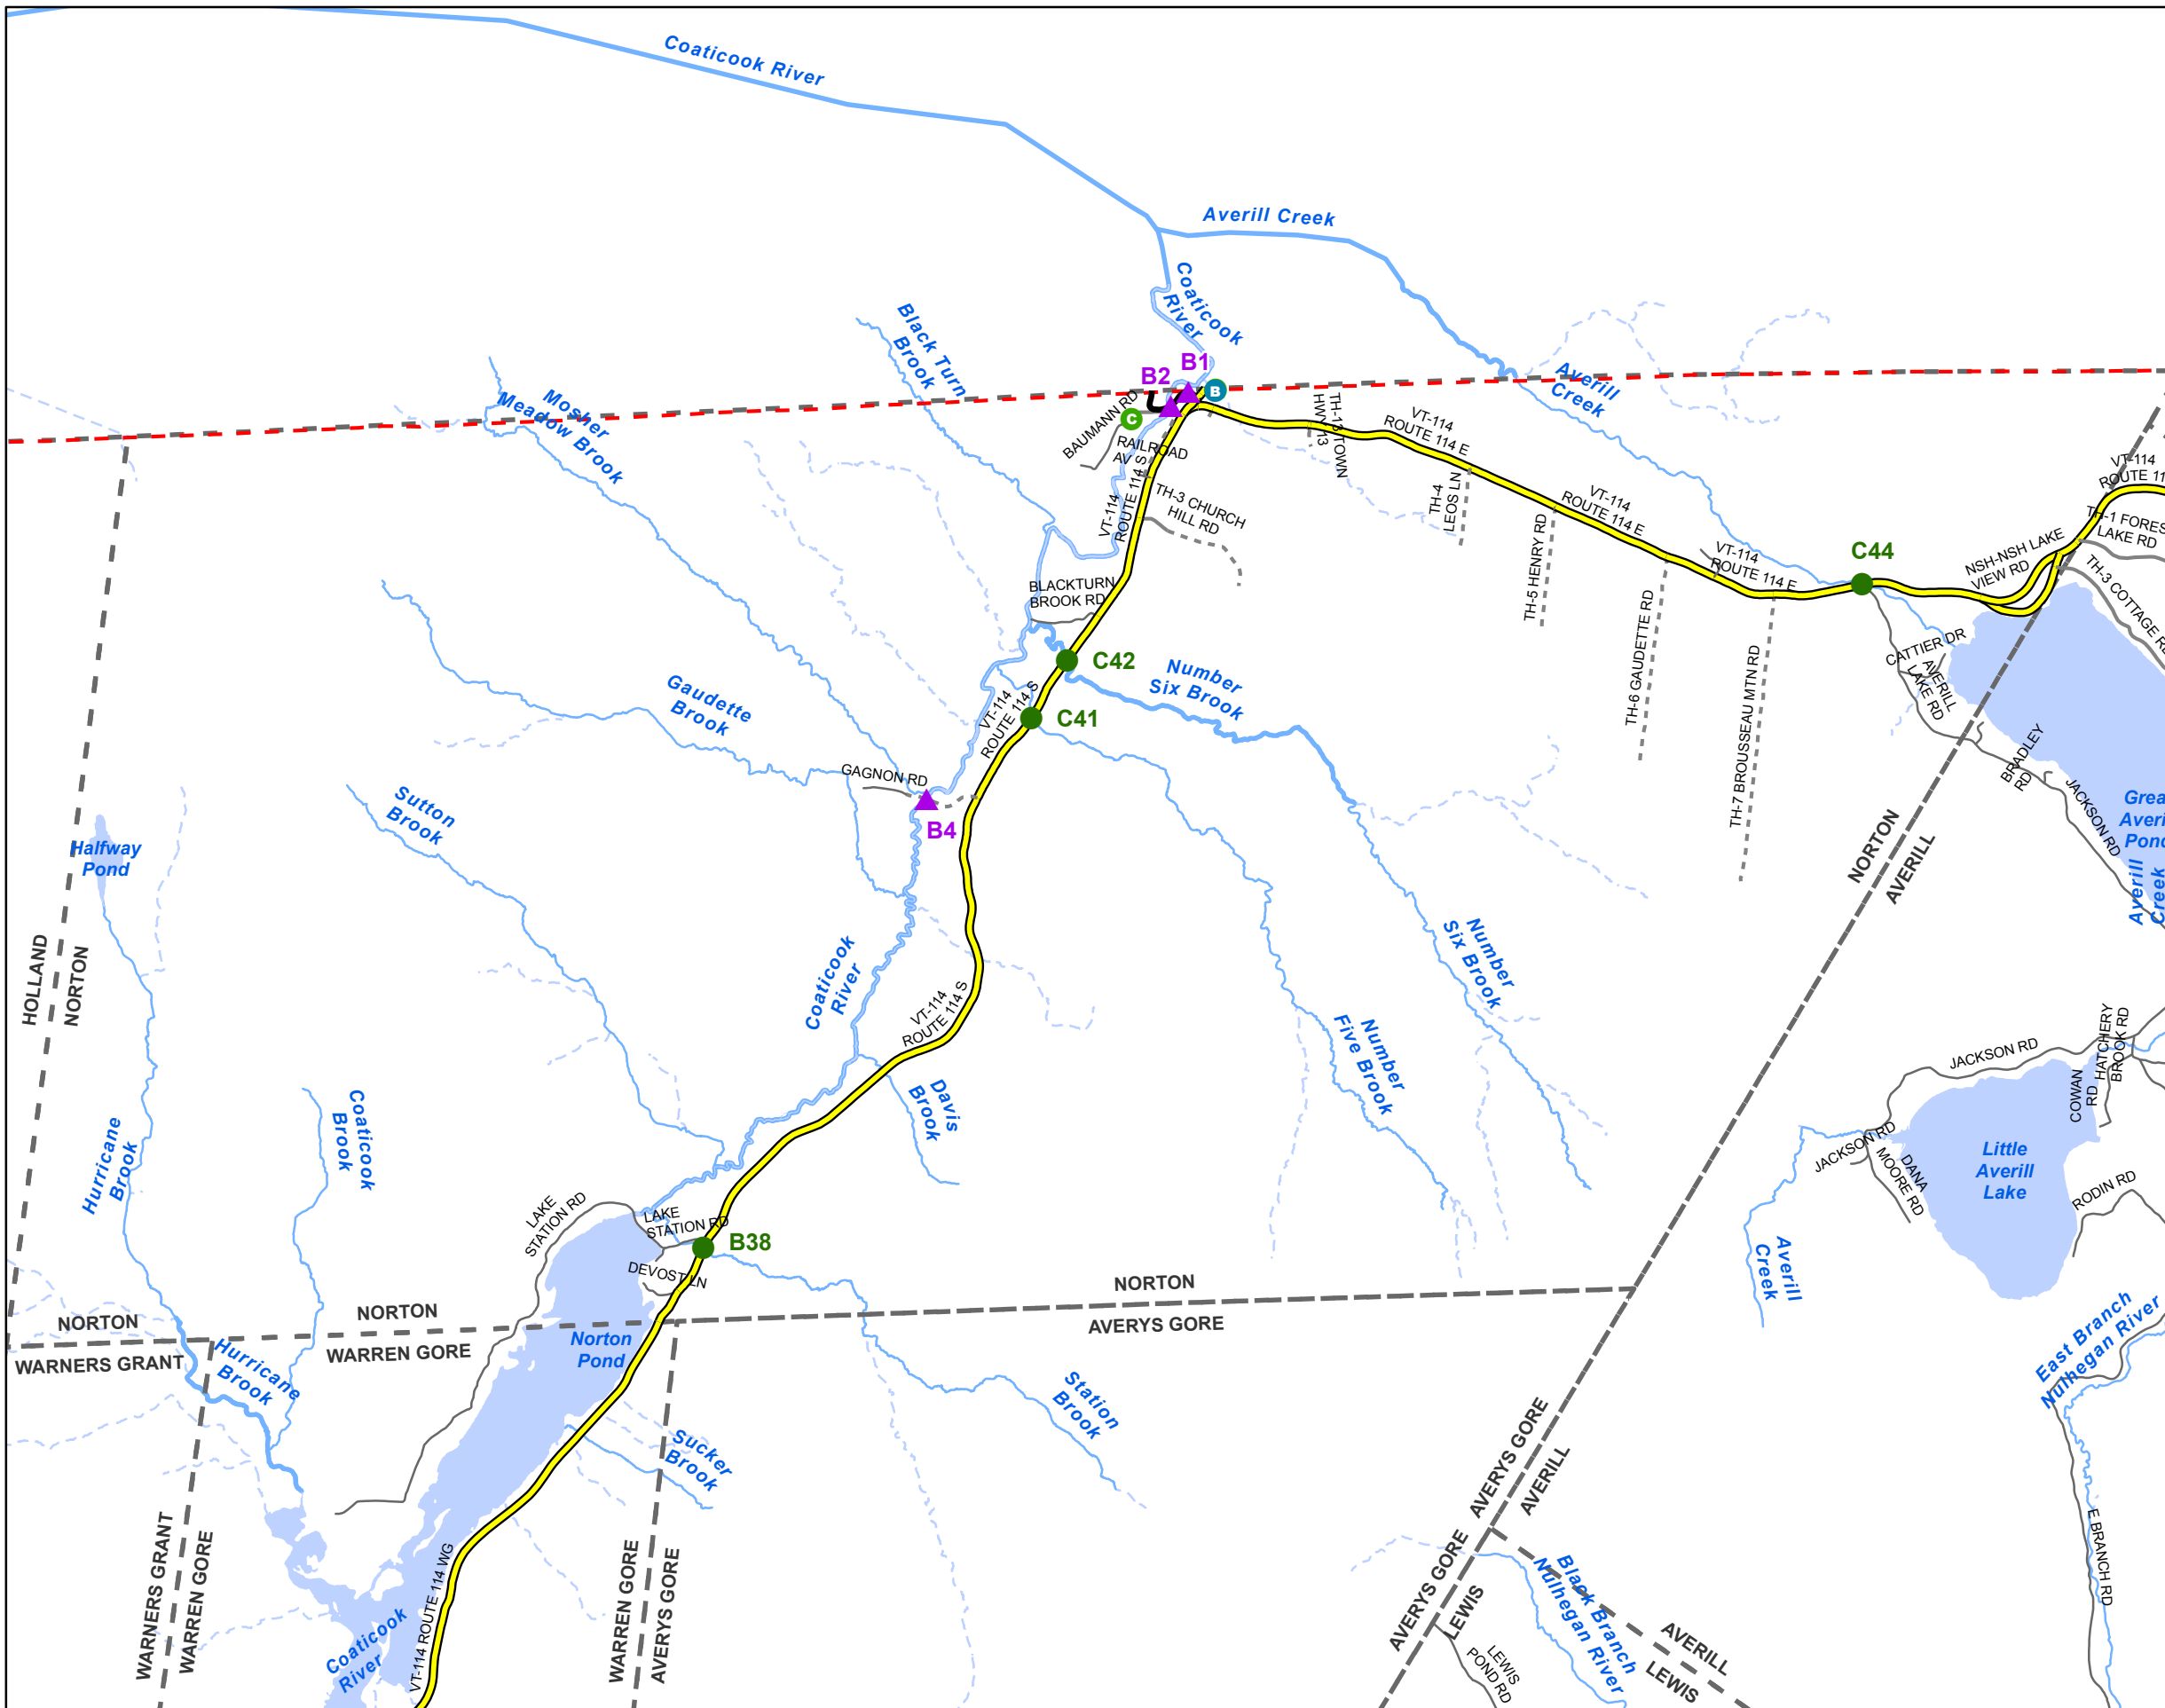 Coaticook River
Averill Creek
Coaticook
River
Black Turn
Brook
B1
B2
B
C
Mosher
Meadow Brook
Averill
Creek
BAUMANN RD
RAILROAD
AV
TH-13 TOWN
HWY 13
VT-114
ROUTE 114 E
VT-114
ROUTE 114 S
TH-3 CHURCH
HILL RD
TH-4
LEOS LN
VT-114
ROUTE 114 E
TH-5 HENRY RD
VT-114
ROUTE 114 E
VT-114
ROUTE 11
TH-1 FORES
LAKE RD
NSH-NSH LAKE
VIEW RD
TH-3 COTTAGE RD
C44
BLACKTURN
BROOK RD
C42
Number
Six Brook
TH-6 GAUDETTE RD
TH-7 BROUSSEAU MTN RD
CATTIER DR
AVERILL
LAKE RD
Gaudette
Brook
VT-114
ROUTE 114 S
C41
BRADLEY
RD
JACKSON RD
GAGNON RD
B4
Sutton
Brook
Halfway
Pond
Grea
Averi
Pond
Averill
Creek
NORTON
AVERILL
HOLLAND
NORTON
Coaticook
River
VT-114
ROUTE 114 S
Number
Six Brook
Number
Five Brook
Davis
Brook
JACKSON RD
HATCHERY
BROOK RD
COWAN
RD
Hurricane
Brook
Coaticook
Brook
JACKSON RD
DANA
MOORE RD
Little
Averill
Lake
RODIN RD
LAKE
STATION RD
LAKE
STATION RD
B38
DEVOST LN
Averill
Creek
NORTON
WARNERS GRANT
NORTON
WARREN GORE
Norton
Pond
NORTON
AVERYS GORE
Hurricane
Brook
East Branch
Nulhegan River
Station
Brook
Sucker
Brook
AVERYS GORE
AVERILL
WARNERS GRANT
WARREN GORE
WARREN GORE
AVERYS GORE
VT-114 ROUTE 114 WG
Coaticook
River
AVERYS GORE
LEWIS
Black Branch
Nulhegan River
AVERILL
LEWIS
LEWIS
POND RD
E BRANCH RD